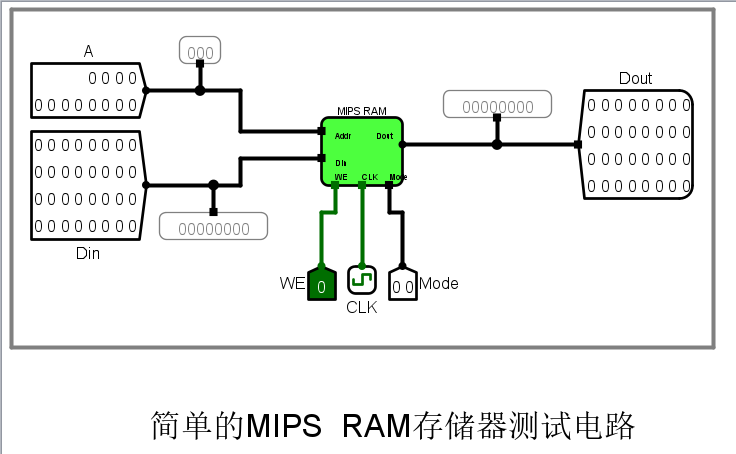 A
000
0 0 0 0
0 0 0 0 0 0 0 0
0 0 0 0 0 0 0 0
0 0 0 0 0 0 0 0
0 0 0 0 0 0 0 0
0 0 0 0 0 0 0 0
Din
00000000
MIPS RAM
Addr Dout
Din
WE CLK Mode
WE 0
CLK
0 0 Mode
00000000
Dout
0 0 0 0 0 0 0 0
0 0 0 0 0 0 0 0
0 0 0 0 0 0 0 0
0 0 0 0 0 0 0 0
简单的MIPS RAM存储器测试电路